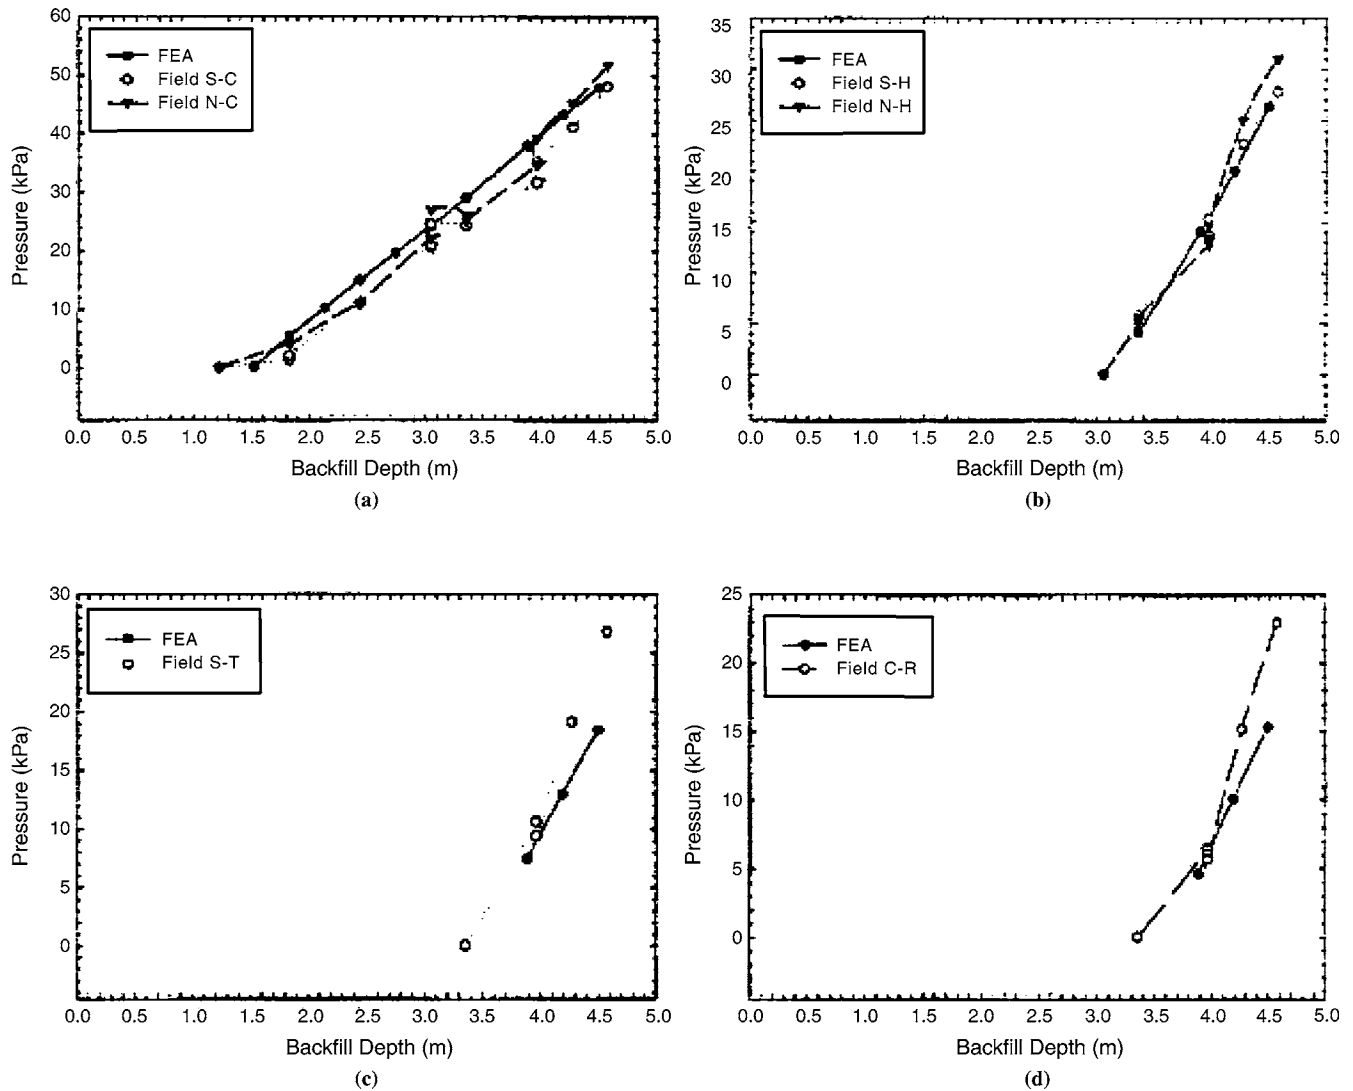 60
50
40
30
20
10
0
Pressure (kPa)
FEA
Field S-C
Field N-C
0.0 0.5 1.0 1.5 2.0 2.5 3.0 3.5 4.0 4.5 5.0
Backfill Depth (m)
(a)
35
30
25
20
15
10
5
0
Pressure (kPa)
FEA
Field S-H
Field N-H
0.0 0.5 1.0 1.5 2.0 2.5 3.0 3.5 4.0 4.5 5.0
Backfill Depth (m)
(b)
30
25
20
15
10
5
0
Pressure (kPa)
FEA
Field S-T
0.0 0.5 1.0 1.5 2.0 2.5 3.0 3.5 4.0 4.5 5.0
Backfill Depth (m)
(c)
25
20
15
10
5
0
Pressure (kPa)
FEA
Field C-R
0.0 0.5 1.0 1.5 2.0 2.5 3.0 3.5 4.0 4.5 5.0
Backfill Depth (m)
(d)